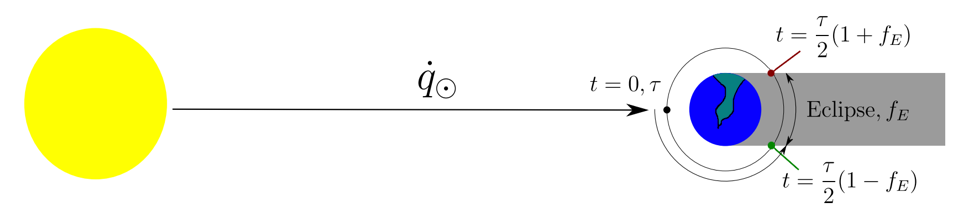 t = τ/2 (1 + f_E)
q̇_⊙
t = 0, τ
Eclipse, f_E
t = τ/2 (1 − f_E)